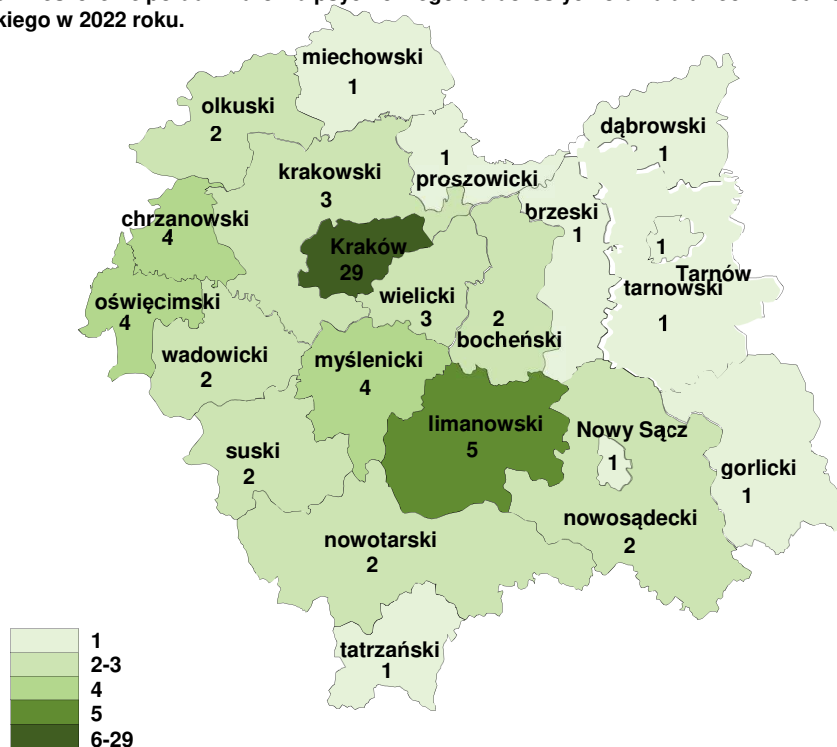 kiego w 2022 roku.
miechowski
1
olkuski
2
dąbrowski
1
krakowski
3
1
proszowicki
brzeski
1
chrzanowski
4
Kraków
29
1
Tarnów
tarnowski
1
oświęcimski
4
wielicki
3
2
bocheński
wadowicki
2
myślenicki
4
limanowski
5
Nowy Sącz
1
suski
2
gorlicki
1
nowosądecki
2
nowotarski
2
tatrzański
1
1
2-3
4
5
6-29